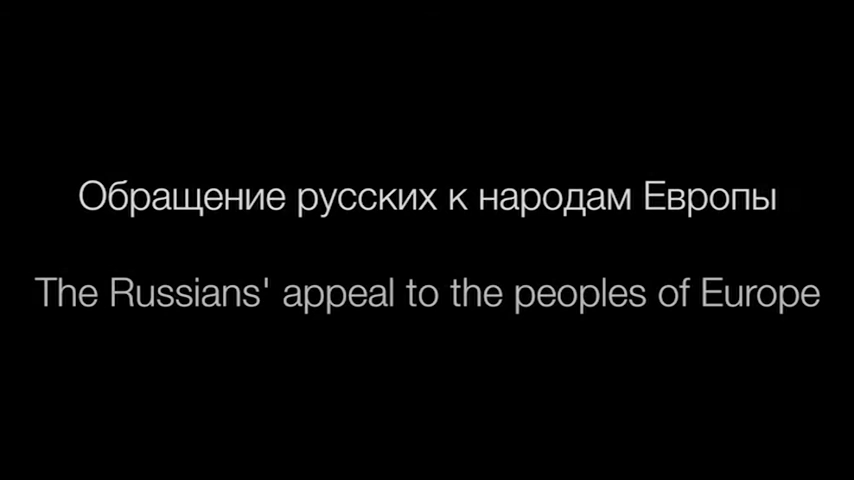 Обращение русских к народам Европы
The Russians' appeal to the peoples of Europe